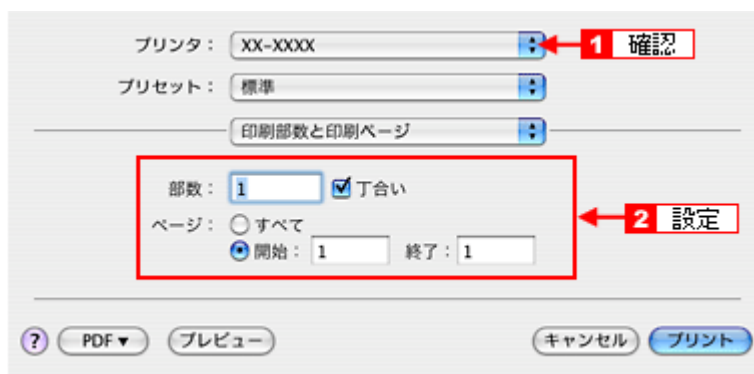 プリンタ： XX-XXXX 1 確認
プリセット： 標準
印刷部数と印刷ページ
部数： 1 丁合い
ページ： すべて
開始： 1 終了： 1
2 設定
? PDF▼ プレビュー キャンセル プリント